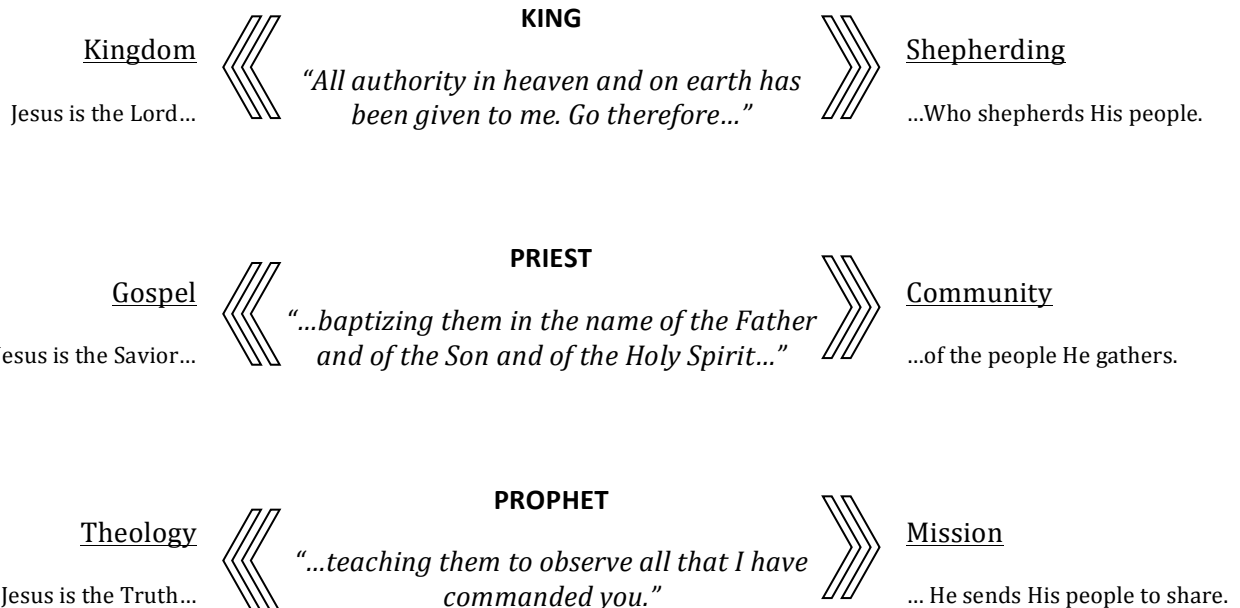 KING
Kingdom
“All authority in heaven and on earth has
been given to me. Go therefore…”
Shepherding
Jesus is the Lord…
…Who shepherds His people.
PRIEST
Gospel
“…baptizing them in the name of the Father
and of the Son and of the Holy Spirit…”
Community
Jesus is the Savior…
…of the people He gathers.
PROPHET
Theology
“…teaching them to observe all that I have
commanded you.”
Mission
Jesus is the Truth…
… He sends His people to share.